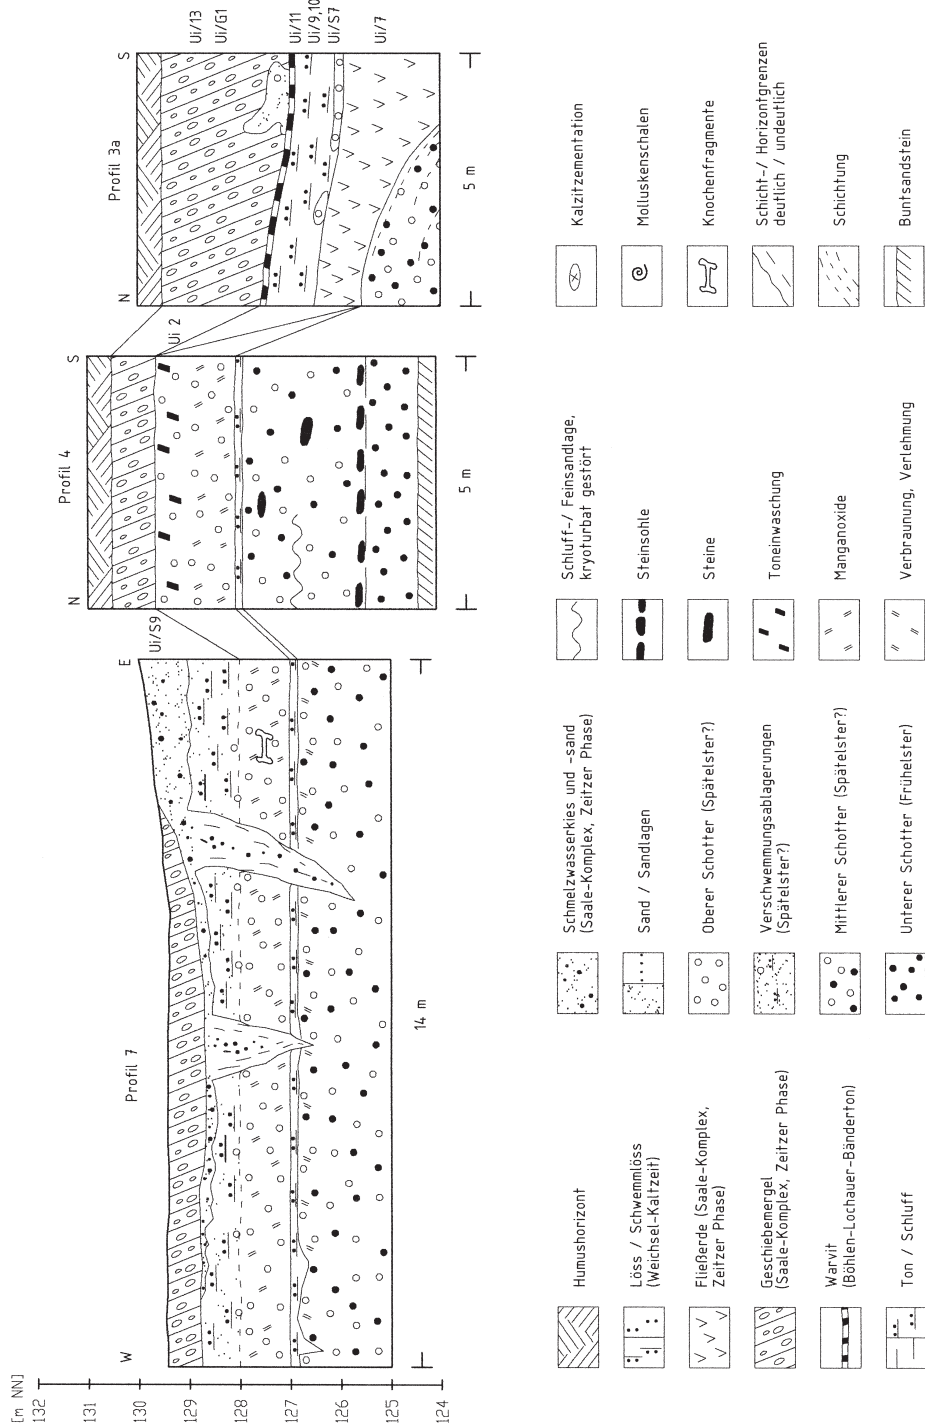 [m NN]
132
131
130
129
128
127
126
125
124
Profil 7
W
E
14 m
Ui/S9
Profil 4
N
S
5 m
Ui 2
Profil 3a
N
S
5 m
Ui/13
Ui/G1
Ui/11
Ui/9,10
Ui/S7
Ui/7
Humushorizont
Löss / Schwemmlöss
(Weichsel-Kaltzeit)
Fließerde (Saale-Komplex,
Zeitzer Phase)
Geschiebemergel
(Saale-Komplex, Zeitzer Phase)
Warvit
(Böhlen-Lochauer-Bänderton)
Ton / Schluff
Schmelzwasserkies und -sand
(Saale-Komplex, Zeitzer Phase)
Sand / Sandlagen
Oberer Schotter (Spätelster?)
Verschwemmungsablagerungen
(Spätelster?)
Mittlerer Schotter (Spätelster?)
Unterer Schotter (Frühelster)
Schluff-/ Feinsandlage,
kryoturbat gestört
Steinsohle
Steine
Toneinwaschung
Manganoxide
Verbraunung, Verlehmung
Kalzitzementation
Molluskenschalen
Knochenfragmente
Schicht-/ Horizontgrenzen
deutlich / undeutlich
Schichtung
Buntsandstein